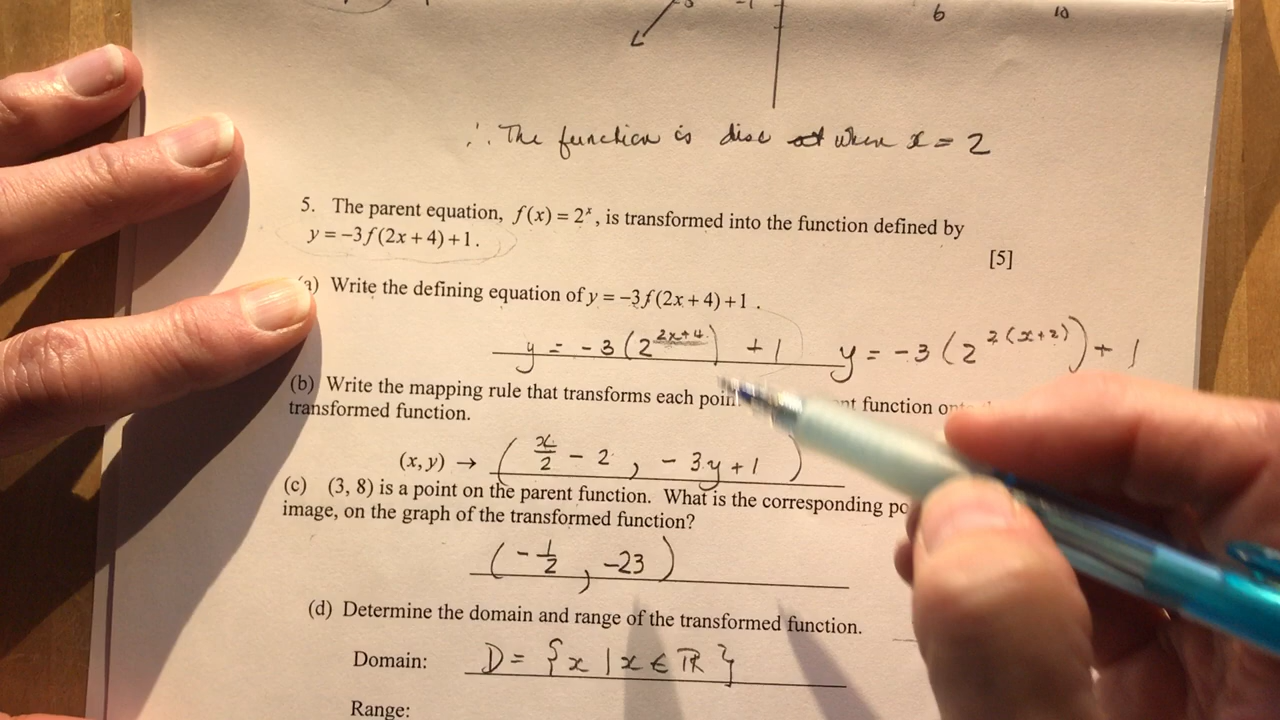 -1 6 10
∴ The function is disc at when x = 2
5. The parent equation, f(x) = 2ˣ, is transformed into the function defined by
y = −3f(2x + 4) + 1.
[5]
a) Write the defining equation of y = −3f(2x + 4) + 1.
y = -3(2^(2x+4)) + 1 y = -3(2^(2(x+2))) + 1
(b) Write the mapping rule that transforms each function
transformed function.
(x, y) → (x/2 - 2, -3y + 1)
(c) (3, 8) is a point on the parent function. What is the corresponding
image, on the graph of the transformed function?
(-1/2, -23)
(d) Determine the domain and range of the transformed function.
Domain: D = {x | x ∈ ℝ}
Range: